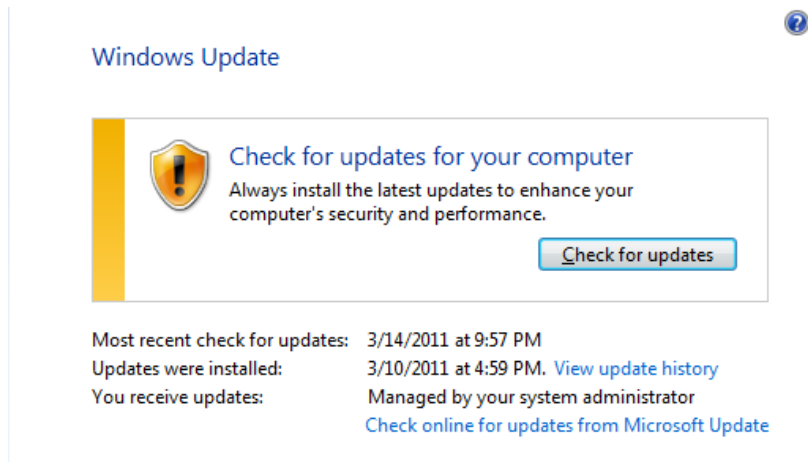 Windows Update
Check for updates for your computer
Always install the latest updates to enhance your
computer's security and performance.
Check for updates
Most recent check for updates: 3/14/2011 at 9:57 PM
Updates were installed: 3/10/2011 at 4:59 PM. View update history
You receive updates: Managed by your system administrator
Check online for updates from Microsoft Update